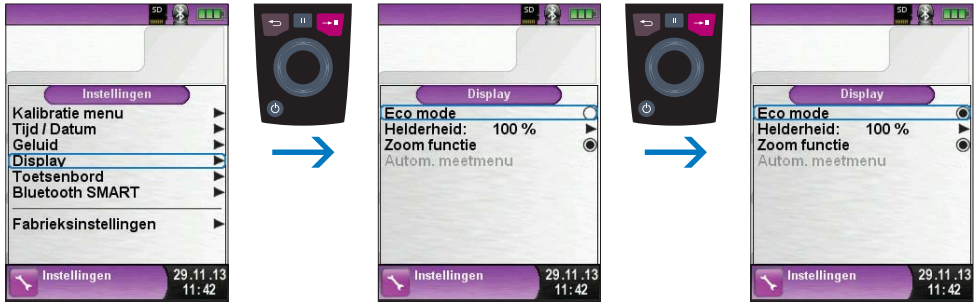 SD
Instellingen
Kalibratie menu
Tijd / Datum
Geluid
Display
Toetsenbord
Bluetooth SMART
Fabrieksinstellingen
Instellingen
29.11.13
11:42
SD
Display
Eco mode
Helderheid: 100 %
Zoom functie
Autom. meetmenu
Instellingen
29.11.13
11:42
SD
Display
Eco mode
Helderheid: 100 %
Zoom functie
Autom. meetmenu
Instellingen
29.11.13
11:42